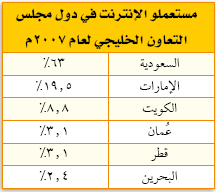 مستعملو الإنترنت في دول مجلس
التعاون الخليجي لعام ٢٠٠٧م
السعودية ٦٣٪
الإمارات ١٩,٥٪
الكويت ٨,٨٪
عُمان ٣,١٪
قطر ٣,١٪
البحرين ٢,٤٪